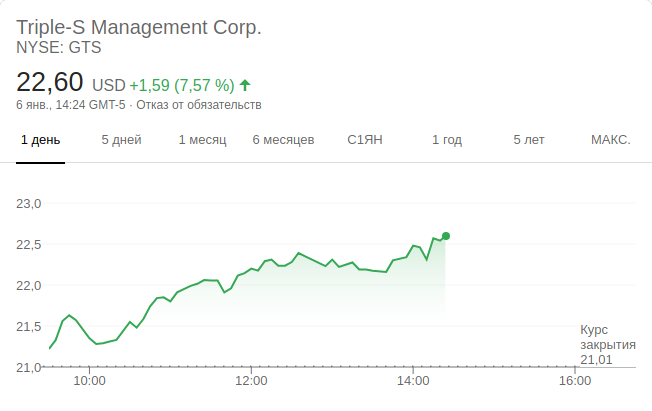 Triple-S Management Corp.
NYSE: GTS
22,60 USD +1,59 (7,57 %)
6 янв., 14:24 GMT-5 · Отказ от обязательств
1 день 5 дней 1 месяц 6 месяцев С1ЯН 1 год 5 лет МАКС.
23,0
22,5
22,0
21,5
21,0
Курс
закрытия
21,01
10:00 12:00 14:00 16:00